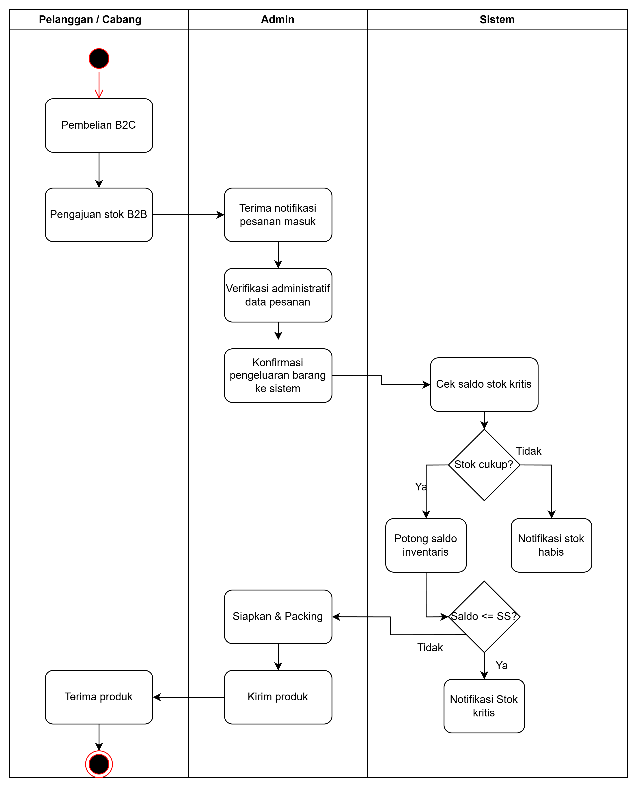 Pelanggan / Cabang
Admin
Sistem
Pembelian B2C
Pengajuan stok B2B
Terima notifikasi
pesanan masuk
Verifikasi administratif
data pesanan
Konfirmasi
pengeluaran barang
ke sistem
Cek saldo stok kritis
Stok cukup?
Tidak
Ya
Potong saldo
inventaris
Notifikasi stok
habis
Siapkan & Packing
Saldo <= SS?
Tidak
Ya
Terima produk
Kirim produk
Notifikasi Stok
kritis